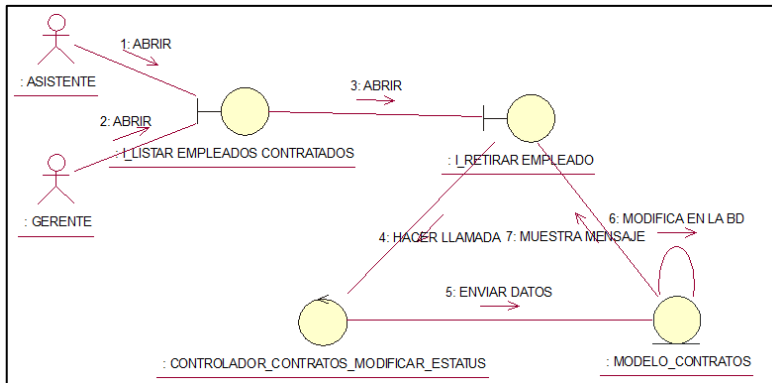 1: ABRIR
: ASISTENTE
3: ABRIR
2: ABRIR
: I_LISTAR EMPLEADOS CONTRATADOS
: I_RETIRAR EMPLEADO
: GERENTE
6: MODIFICA EN LA BD
4: HACER LLAMADA
7: MUESTRA MENSAJE
5: ENVIAR DATOS
: CONTROLADOR_CONTRATOS_MODIFICAR_ESTATUS
: MODELO_CONTRATOS